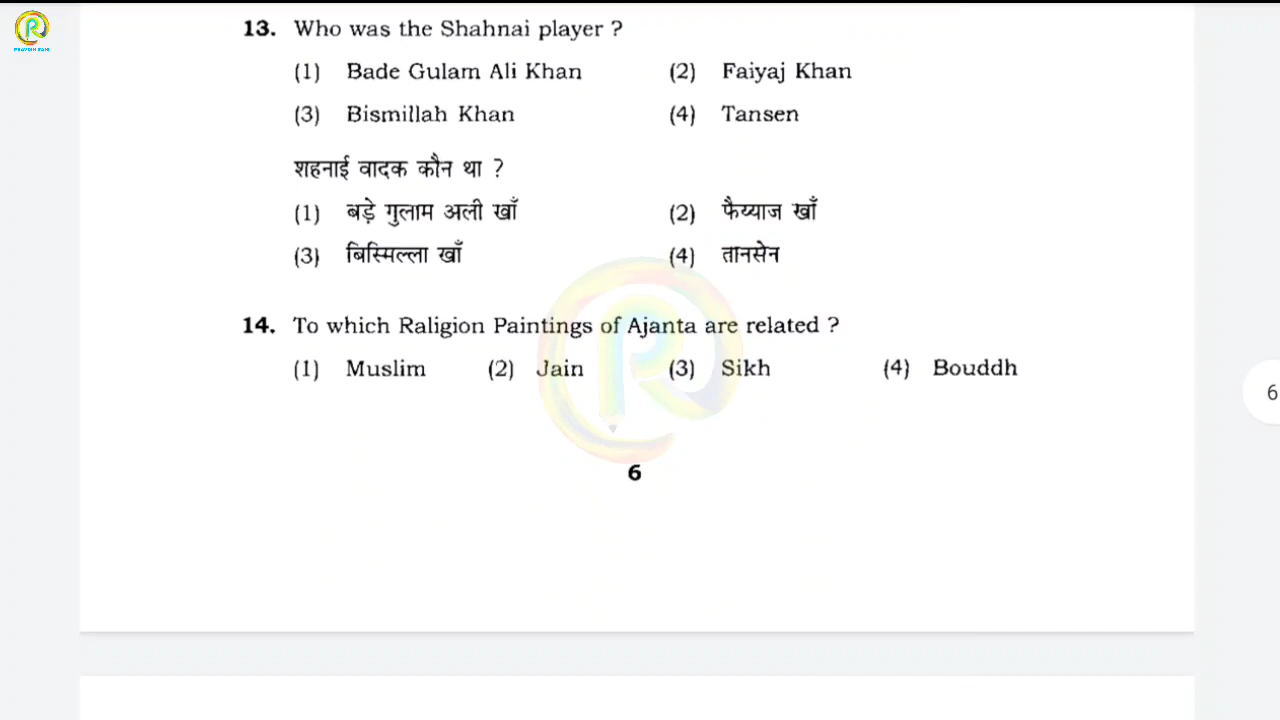 13. Who was the Shahnai player ?
(1) Bade Gulam Ali Khan (2) Faiyaj Khan
(3) Bismillah Khan (4) Tansen
शहनाई वादक कौन था ?
(1) बड़े गुलाम अली खाँ (2) फैय्याज खाँ
(3) बिस्मिल्ला खाँ (4) तानसेन
14. To which Raligion Paintings of Ajanta are related ?
(1) Muslim (2) Jain (3) Sikh (4) Bouddh
6
6